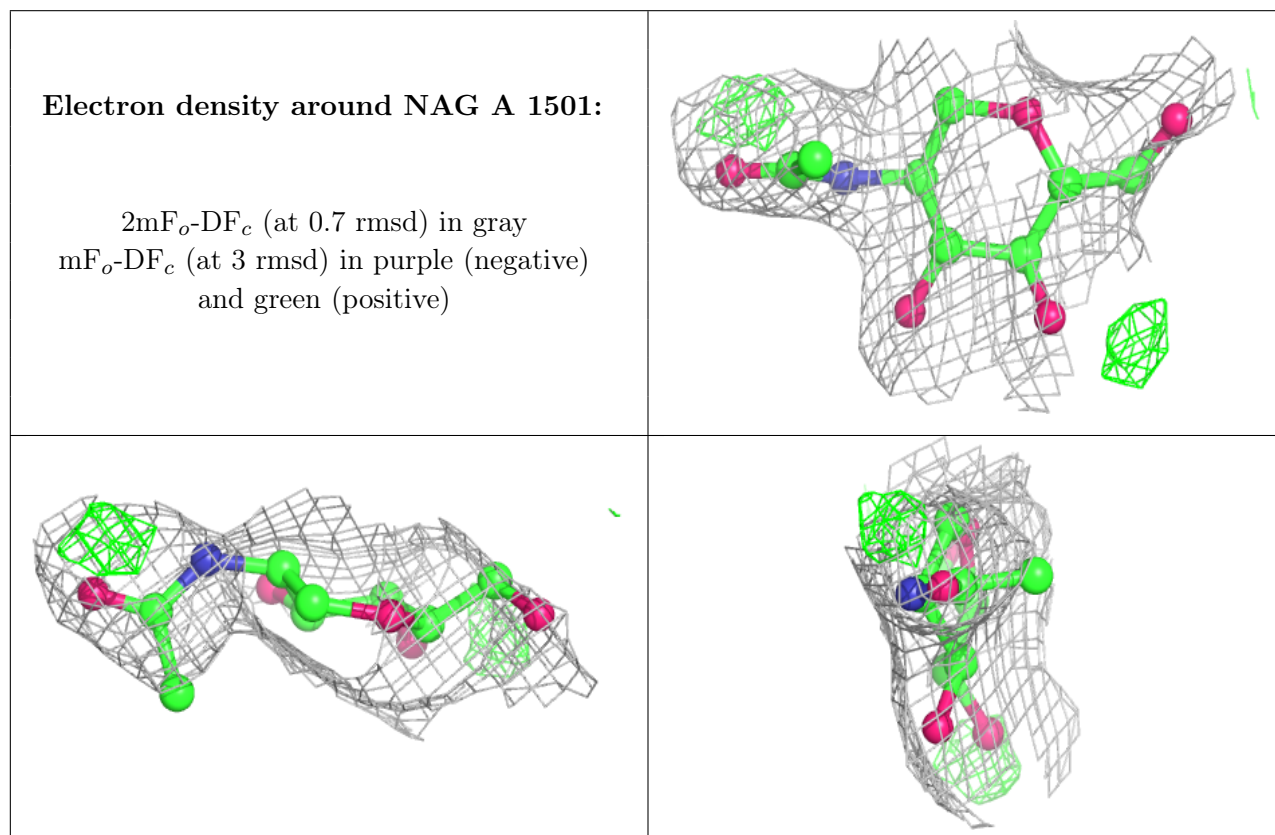 Electron density around NAG A 1501:
2mFo-DFc (at 0.7 rmsd) in gray
mFo-DFc (at 3 rmsd) in purple (negative)
and green (positive)